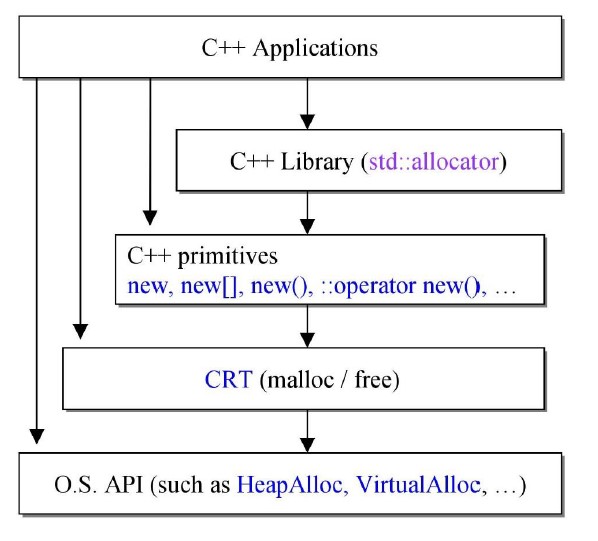 C++ Applications
C++ Library (std::allocator)
C++ primitives
new, new[], new(), ::operator new(), …
CRT (malloc / free)
O.S. API (such as HeapAlloc, VirtualAlloc, …)